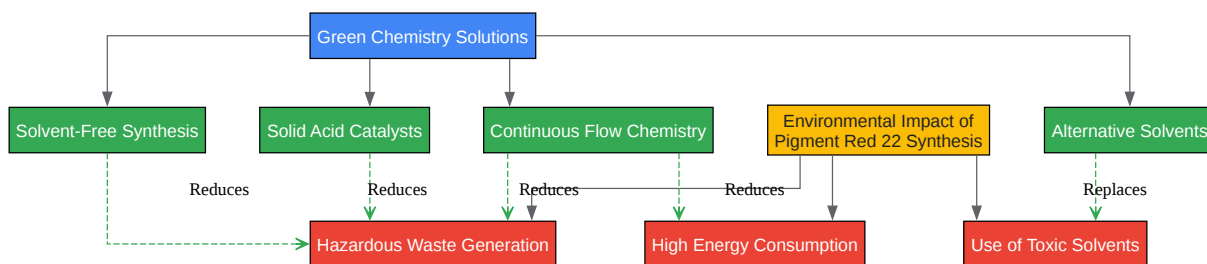 Green Chemistry Solutions
Solvent-Free Synthesis
Solid Acid Catalysts
Continuous Flow Chemistry
Environmental Impact of
Pigment Red 22 Synthesis
Alternative Solvents
Reduces
Reduces
Reduces
Reduces
Replaces
Hazardous Waste Generation
High Energy Consumption
Use of Toxic Solvents